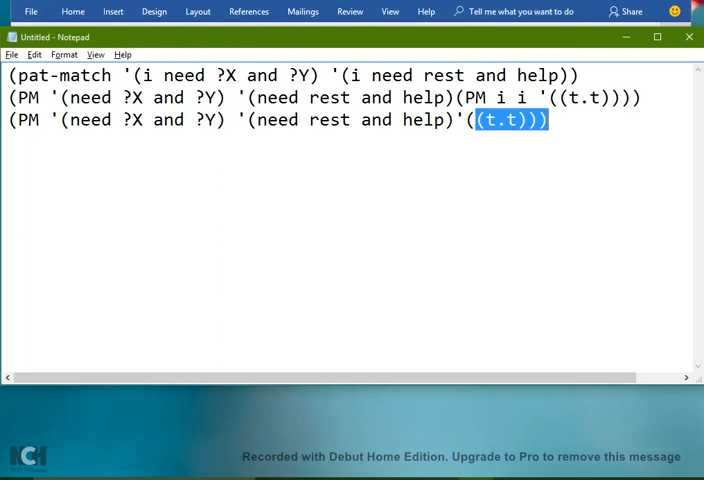 File Home Insert Design Layout References Mailings Review View Help Tell me what you want to do Share
Untitled - Notepad
File Edit Format View Help
(pat-match '(i need ?X and ?Y) '(i need rest and help))
(PM '(need ?X and ?Y) '(need rest and help)(PM i i '((t.t))))
(PM '(need ?X and ?Y) '(need rest and help)'((t.t)))
NCH
Recorded with Debut Home Edition. Upgrade to Pro to remove this message